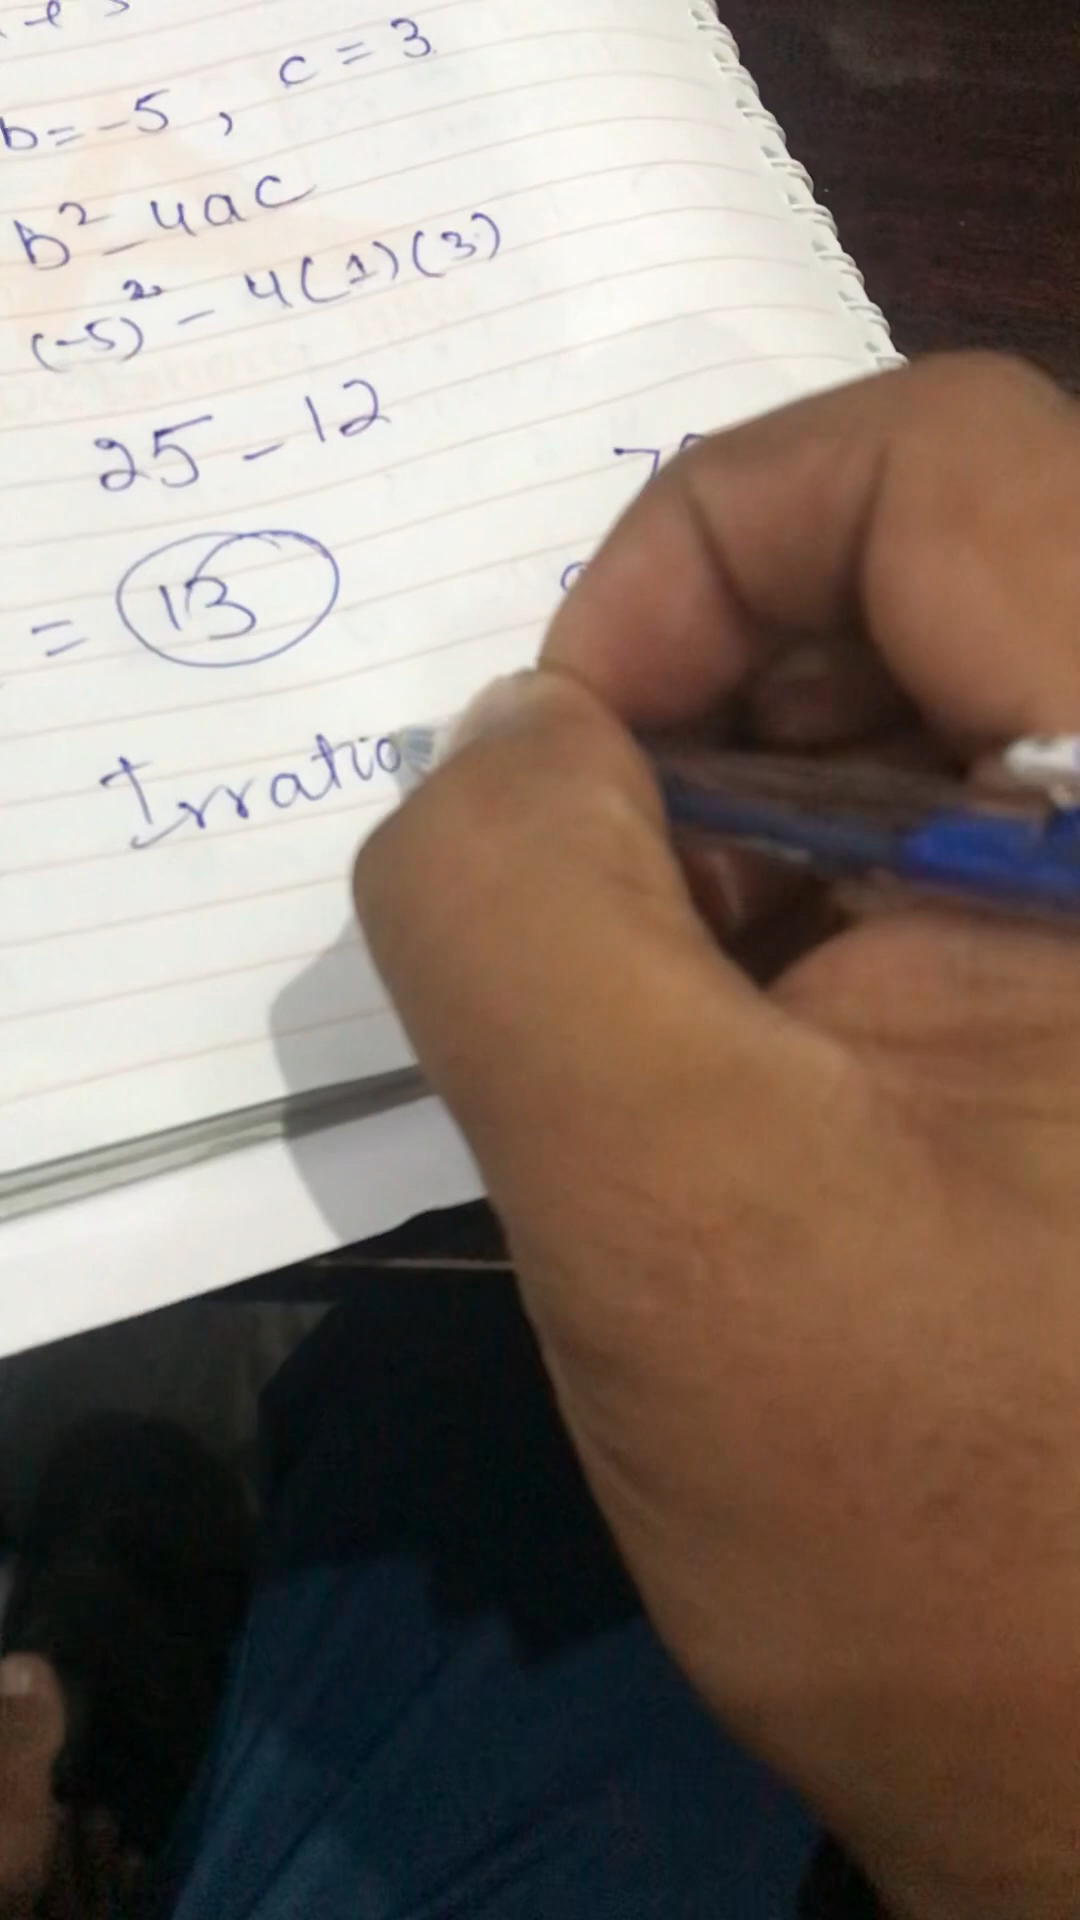 b=-5, c=3
b²-4ac
(-5)²-4(1)(3)
25-12
=13
Irratio